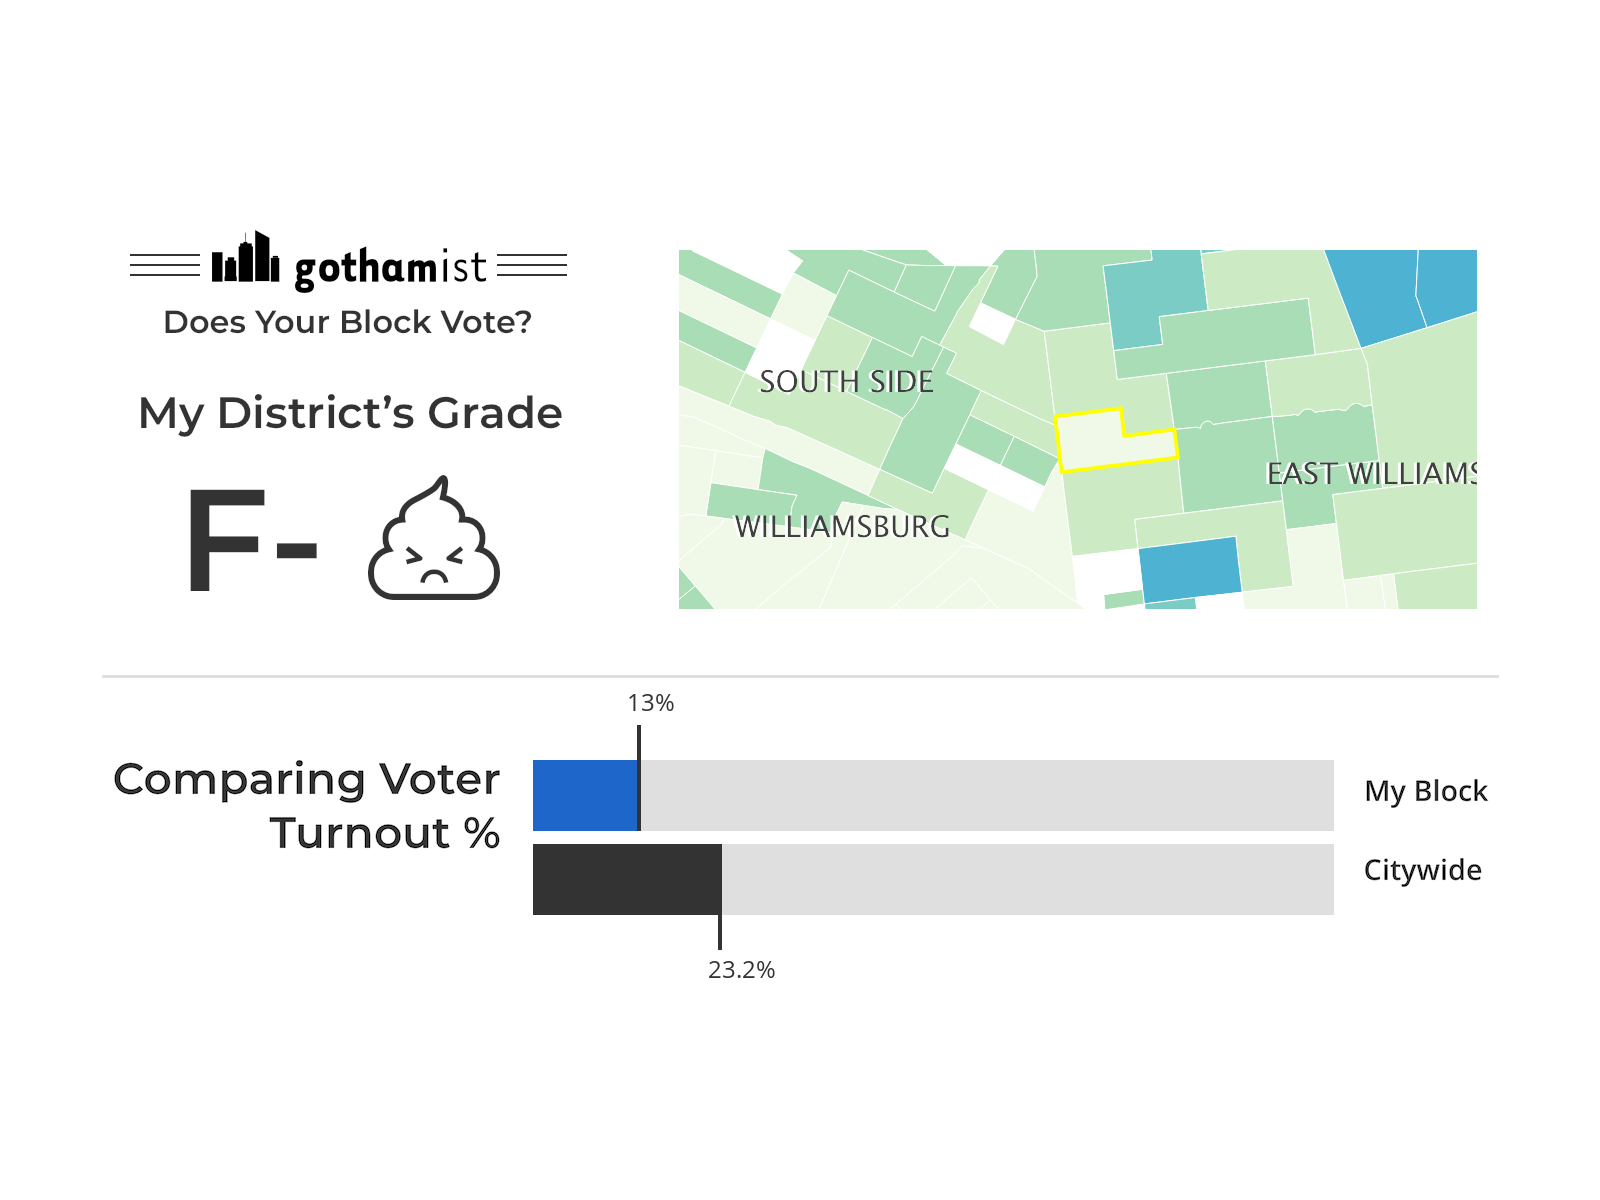 gothamist
Does Your Block Vote?
My District’s Grade
F-
SOUTH SIDE
EAST WILLIAMS
WILLIAMSBURG
13%
Comparing Voter
Turnout %
My Block
Citywide
23.2%